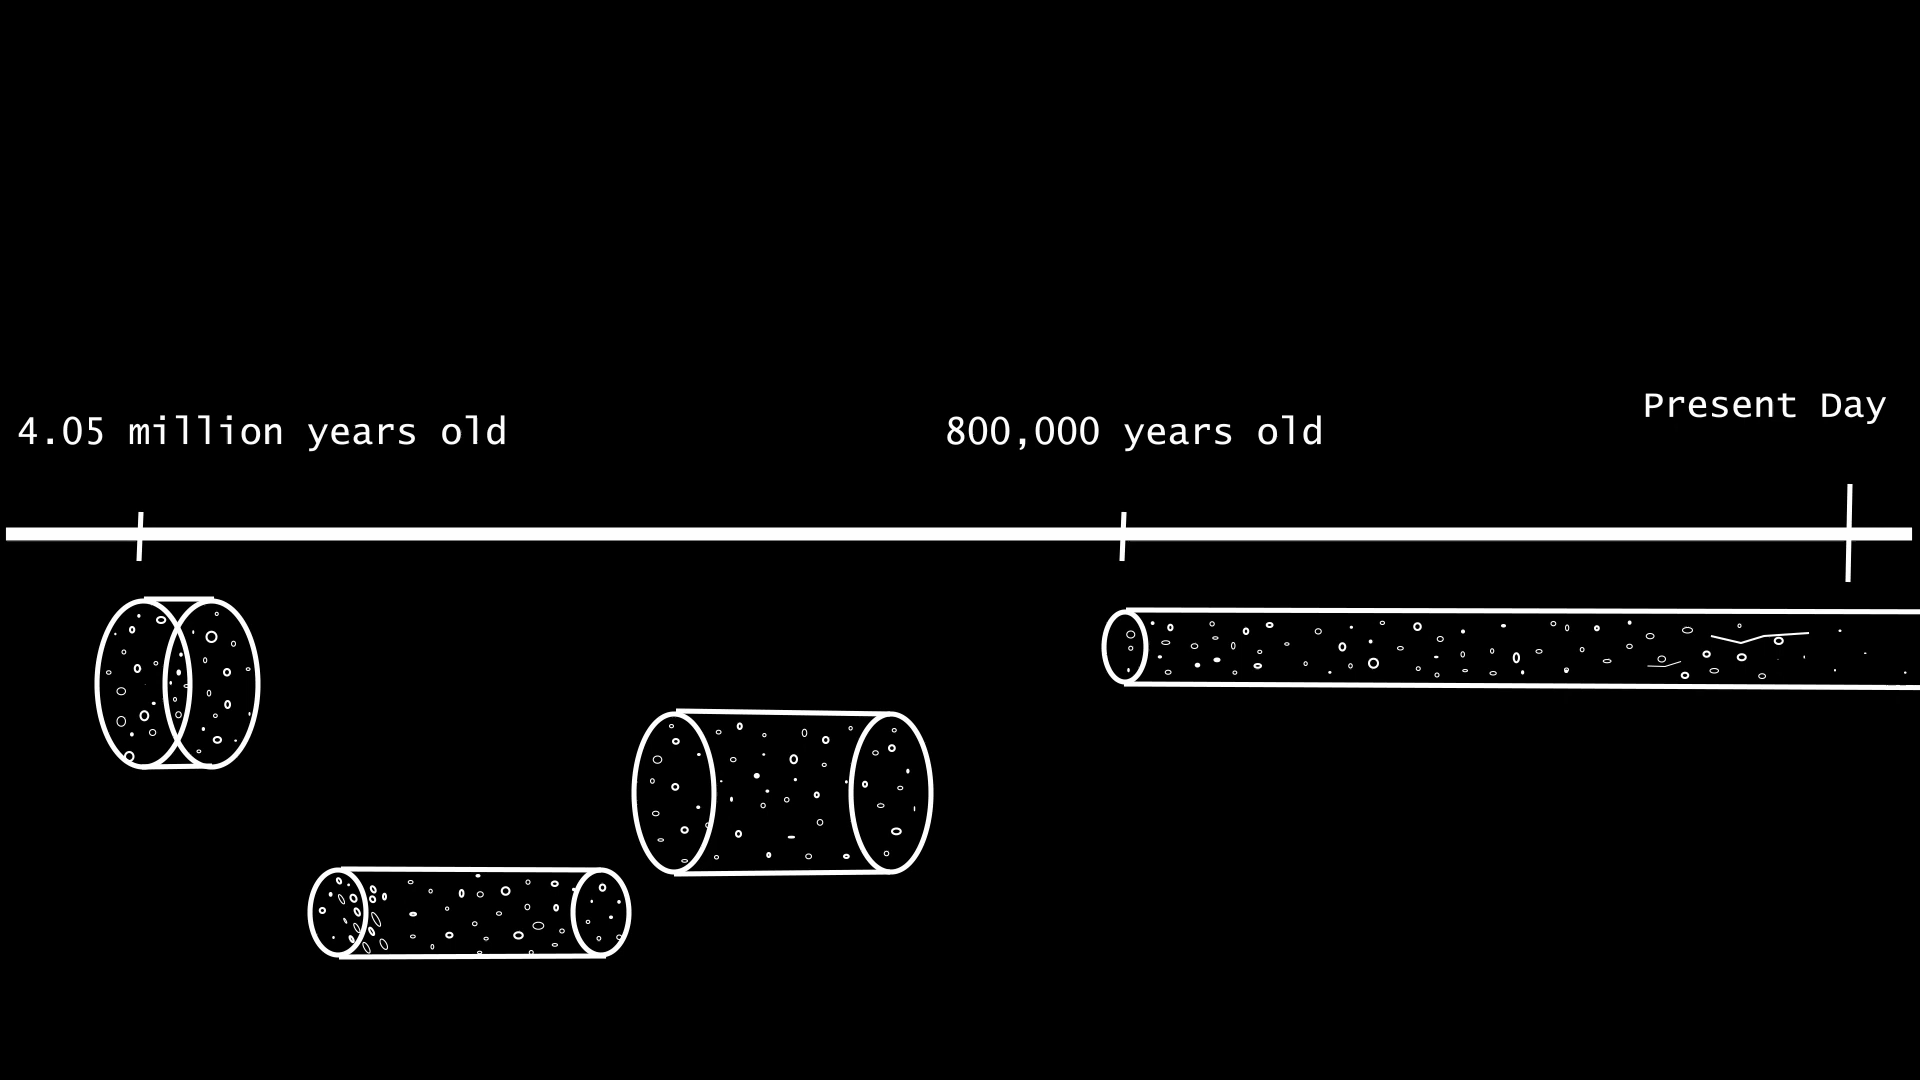 Present Day
4.05 million years old
800,000 years old